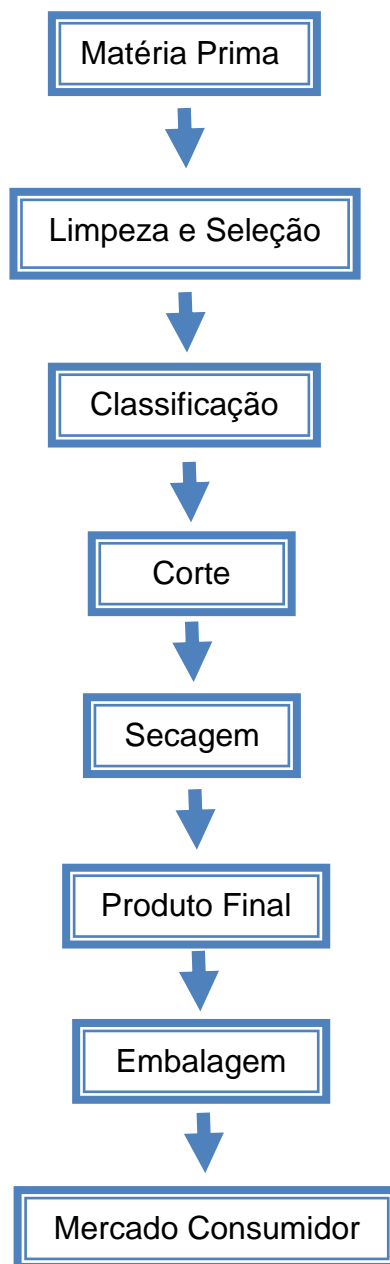 Matéria Prima
Limpeza e Seleção
Classificação
Corte
Secagem
Produto Final
Embalagem
Mercado Consumidor